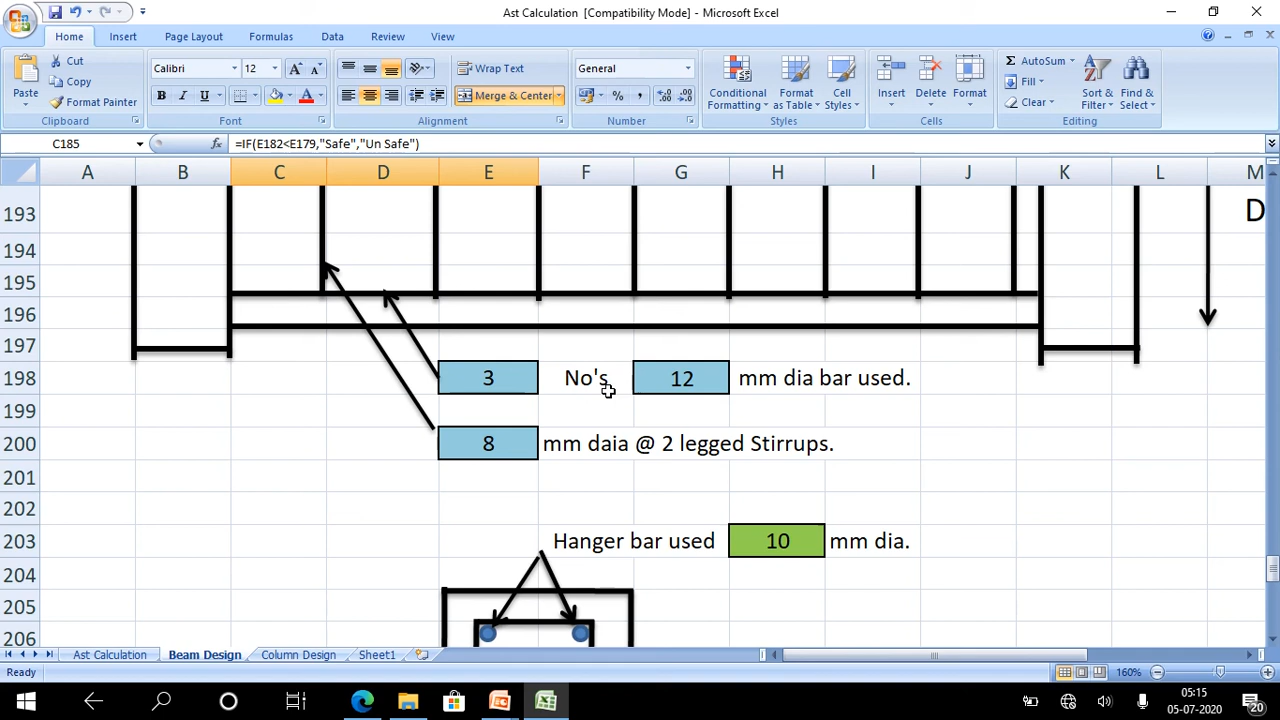 Ast Calculation [Compatibility Mode] - Microsoft Excel
Home Insert Page Layout Formulas Data Review View
Cut
Copy
Format Painter
Paste
Clipboard
Calibri 12
B I U
Font
Wrap Text
Merge & Center
Alignment
General
% ,
Number
Conditional Formatting
Format as Table
Cell Styles
Styles
Insert Delete Format
Cells
Σ AutoSum
Fill
Clear
Sort & Filter
Find & Select
Editing
C185 fx =IF(E182<E179,"Safe","Un Safe")
A B C D E F G H I J K L M
193 D
194
195
196
197
198 3 No's 12 mm dia bar used.
199
200 8 mm daia @ 2 legged Stirrups.
201
202
203 Hanger bar used 10 mm dia.
204
205
206
Ast Calculation Beam Design Column Design Sheet1
Ready 160%
05:15
05-07-2020
20